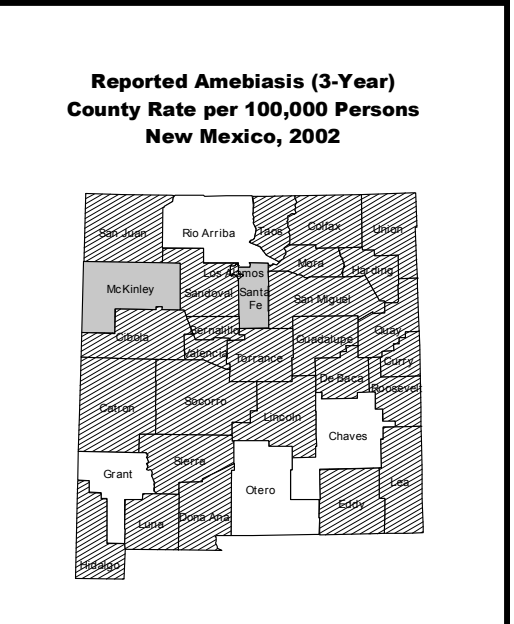 Reported Amebiasis (3-Year)
County Rate per 100,000 Persons
New Mexico, 2002
San Juan
Rio Arriba
Taos
Colfax
Union
Mora
Harding
Los Alamos
McKinley
Sandoval
Santa
Fe
San Miguel
Bernalillo
Quay
Cibola
Guadalupe
Valencia
Torrance
Curry
De Baca
Roosevelt
Catron
Socorro
Lincoln
Chaves
Sierra
Grant
Otero
Lea
Eddy
Luna
Dona Ana
Hidalgo